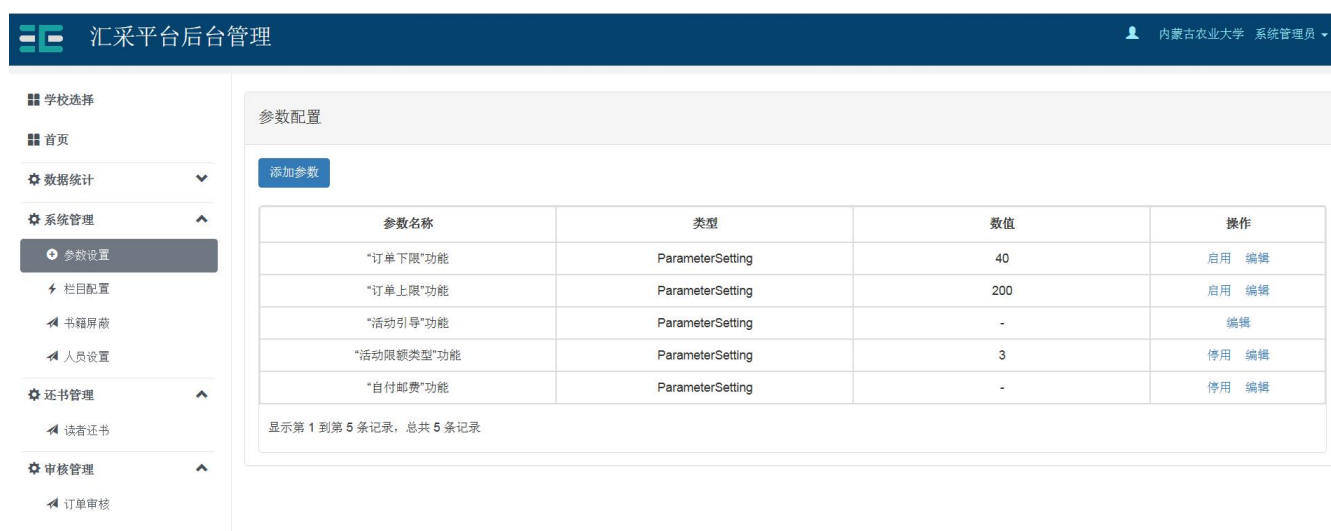 汇采平台后台管理
内蒙古农业大学 系统管理员
学校选择
首页
数据统计
系统管理
参数设置
栏目配置
书籍屏蔽
人员设置
还书管理
读者还书
审核管理
订单审核
参数配置
添加参数
参数名称 类型 数值 操作
“订单下限”功能 ParameterSetting 40 启用 编辑
“订单上限”功能 ParameterSetting 200 启用 编辑
“活动引导”功能 ParameterSetting - 编辑
“活动限额类型”功能 ParameterSetting 3 停用 编辑
“自付邮费”功能 ParameterSetting - 停用 编辑
显示第 1 到第 5 条记录，总共 5 条记录